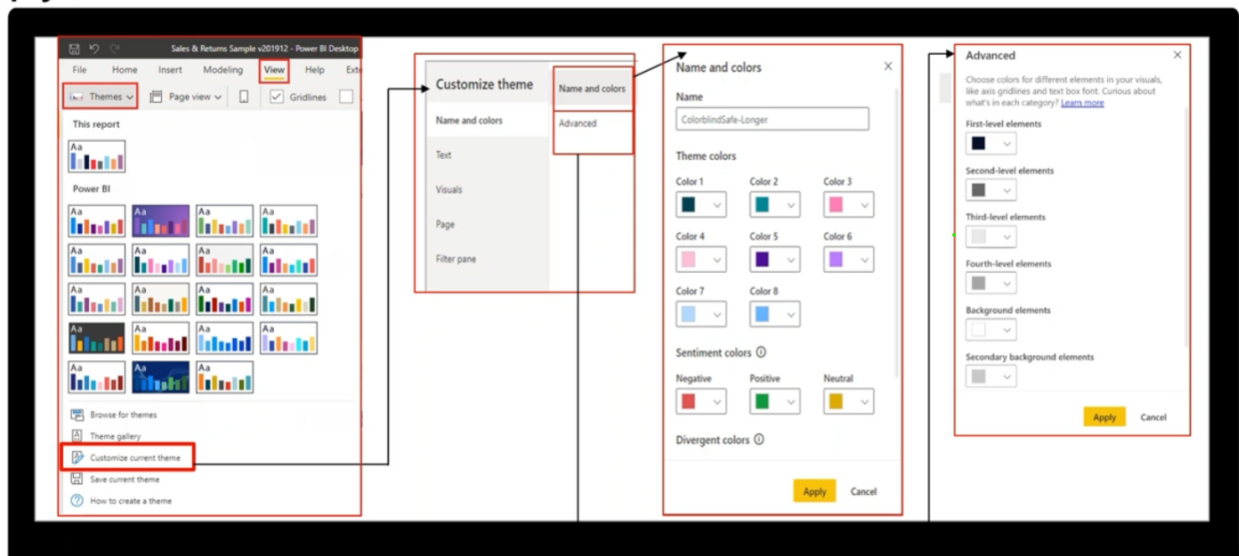 Sales & Returns Sample v201912 - Power BI Desktop
File Home Insert Modeling View Help
Themes Page view Gridlines
This report
Aa
Power BI
Aa Aa Aa Aa
Aa Aa Aa Aa
Aa Aa Aa Aa
Aa Aa Aa Aa
Aa Aa Aa
Browse for themes
Theme gallery
Customize current theme
Save current theme
How to create a theme
Customize theme
Name and colors
Text
Visuals
Page
Filter pane
Name and colors
Advanced
Name and colors
Name
ColorblindSafe-Longer
Theme colors
Color 1 Color 2 Color 3
Color 4 Color 5 Color 6
Color 7 Color 8
Sentiment colors
Negative Positive Neutral
Divergent colors
Apply Cancel
Advanced
Choose colors for different elements in your visuals,
like axis gridlines and text box font. Curious about
what's in each category? Learn more
First-level elements
Second-level elements
Third-level elements
Fourth-level elements
Background elements
Secondary background elements
Apply Cancel